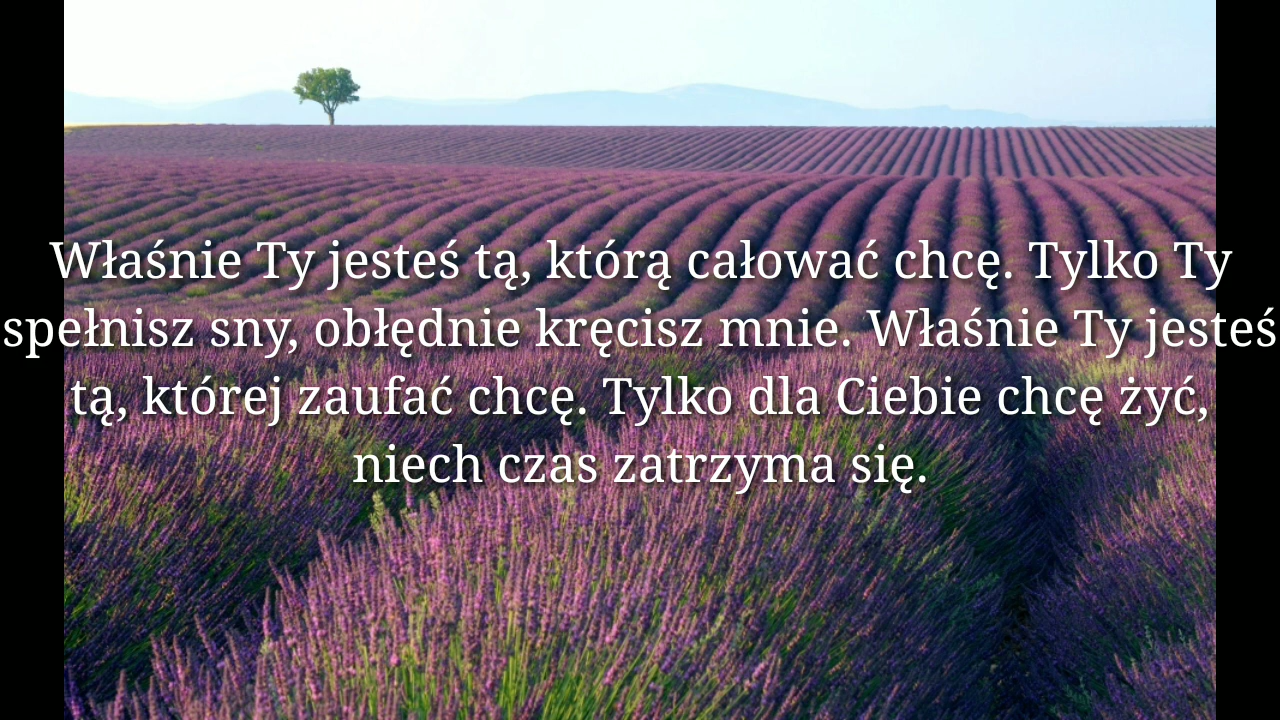 Właśnie Ty jesteś tą, którą całować chcę. Tylko Ty
spełnisz sny, obłędnie kręcisz mnie. Właśnie Ty jesteś
tą, której zaufać chcę. Tylko dla Ciebie chcę żyć,
niech czas zatrzyma się.